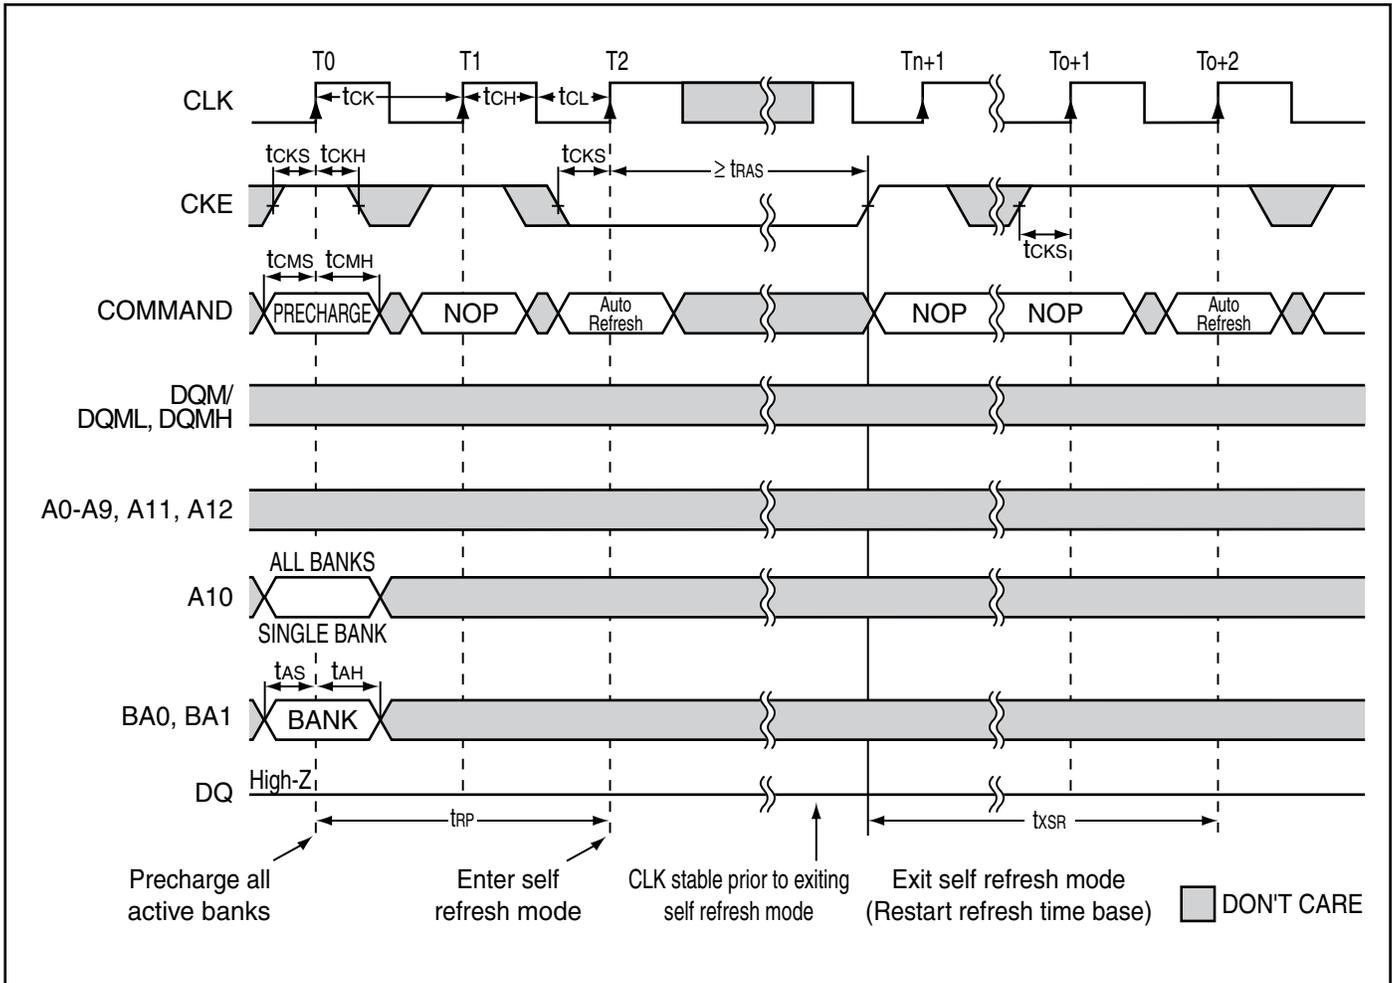 T0 T1 T2 Tn+1 To+1 To+2
CLK tCK tCH tCL
tCKS tCKH tCKS ≥ tRAS
CKE
tCKS
tCMS tCMH
COMMAND PRECHARGE NOP Auto Refresh NOP NOP Auto Refresh
DQM/
DQML, DQMH
A0-A9, A11, A12
ALL BANKS
A10
SINGLE BANK
tAS tAH
BA0, BA1 BANK
DQ High-Z
tRP tXSR
Precharge all
active banks
Enter self
refresh mode
CLK stable prior to exiting
self refresh mode
Exit self refresh mode
(Restart refresh time base)
DON'T CARE